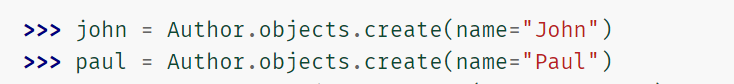 >>> john = Author.objects.create(name="John")
>>> paul = Author.objects.create(name="Paul")